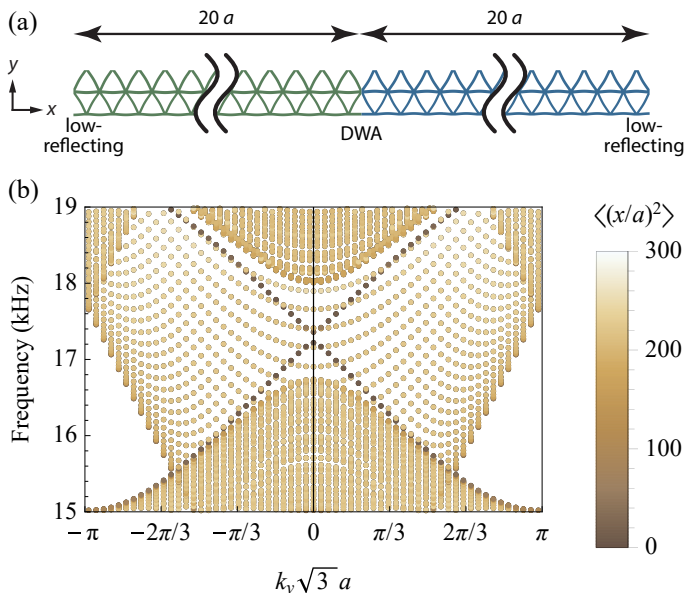 (a)
20 a
20 a
y
x
low-
reflecting
DWA
low-
reflecting
(b)
⟨(x/a)²⟩
Frequency (kHz)
19
18
17
16
15
300
200
100
0
−π
−2π/3
−π/3
0
π/3
2π/3
π
k_y√3 a